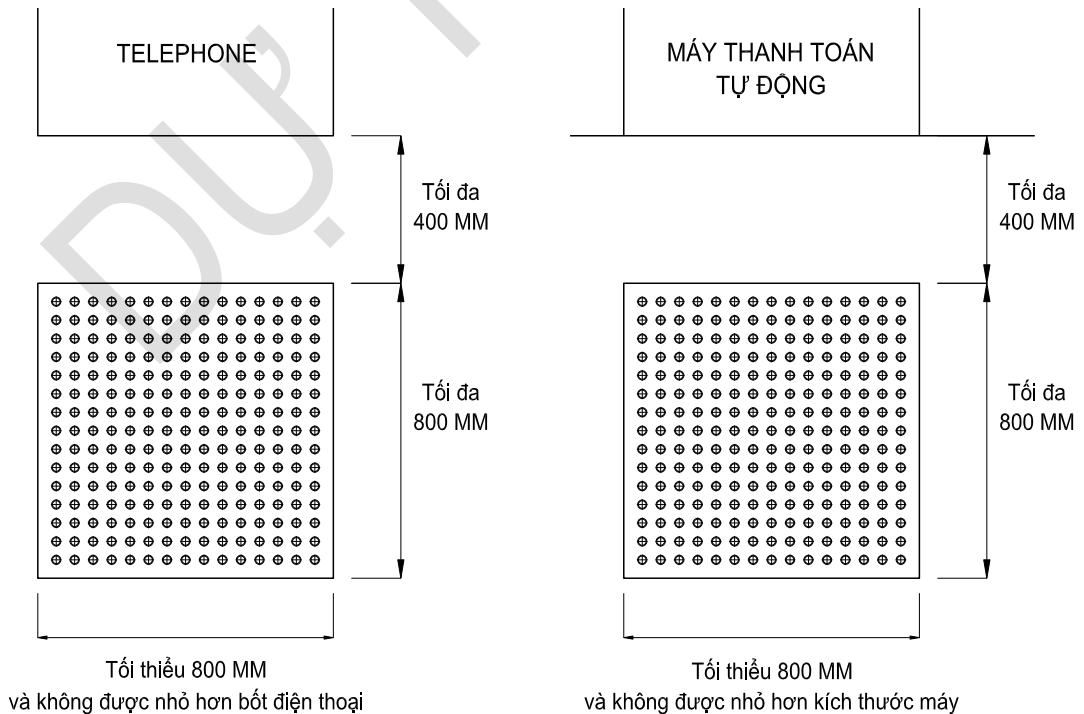 TELEPHONE
Tối đa
400 MM
Tối đa
800 MM
Tối thiểu 800 MM
và không được nhỏ hơn bốt điện thoại
MÁY THANH TOÁN
TỰ ĐỘNG
Tối đa
400 MM
Tối đa
800 MM
Tối thiểu 800 MM
và không được nhỏ hơn kích thước máy
DỰ